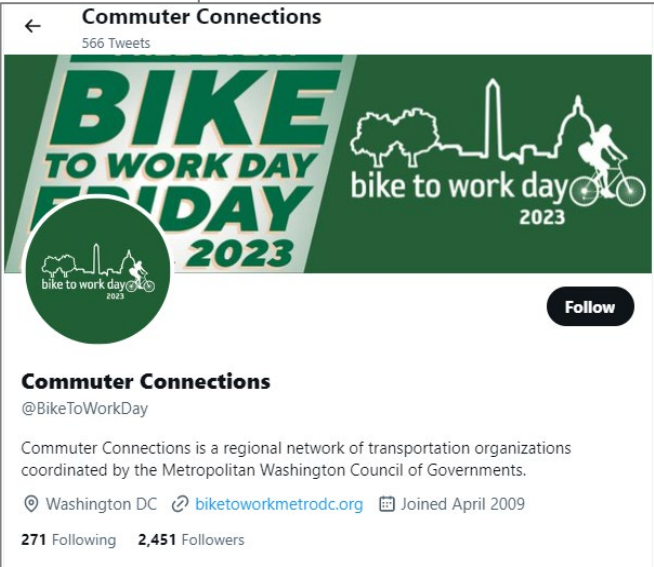 Commuter Connections
566 Tweets
BIKE
TO WORK DAY
FRIDAY
2023
bike to work day
2023
bike to work day
2023
Follow
Commuter Connections
@BikeToWorkDay
Commuter Connections is a regional network of transportation organizations
coordinated by the Metropolitan Washington Council of Governments.
Washington DC biketoworkmetrodc.org Joined April 2009
271 Following 2,451 Followers